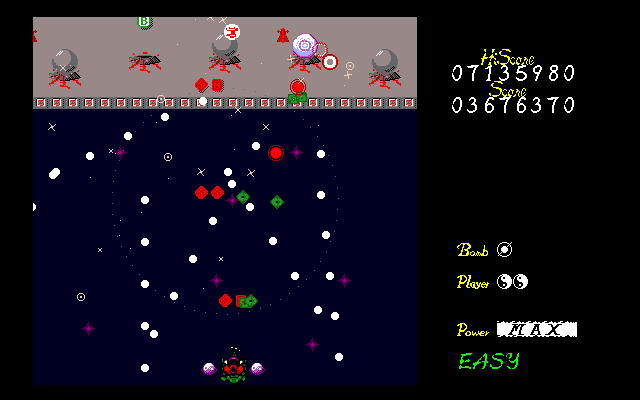 B
HiScore
07135980
Score
03676370
Bomb
Player
Power MAX
EASY